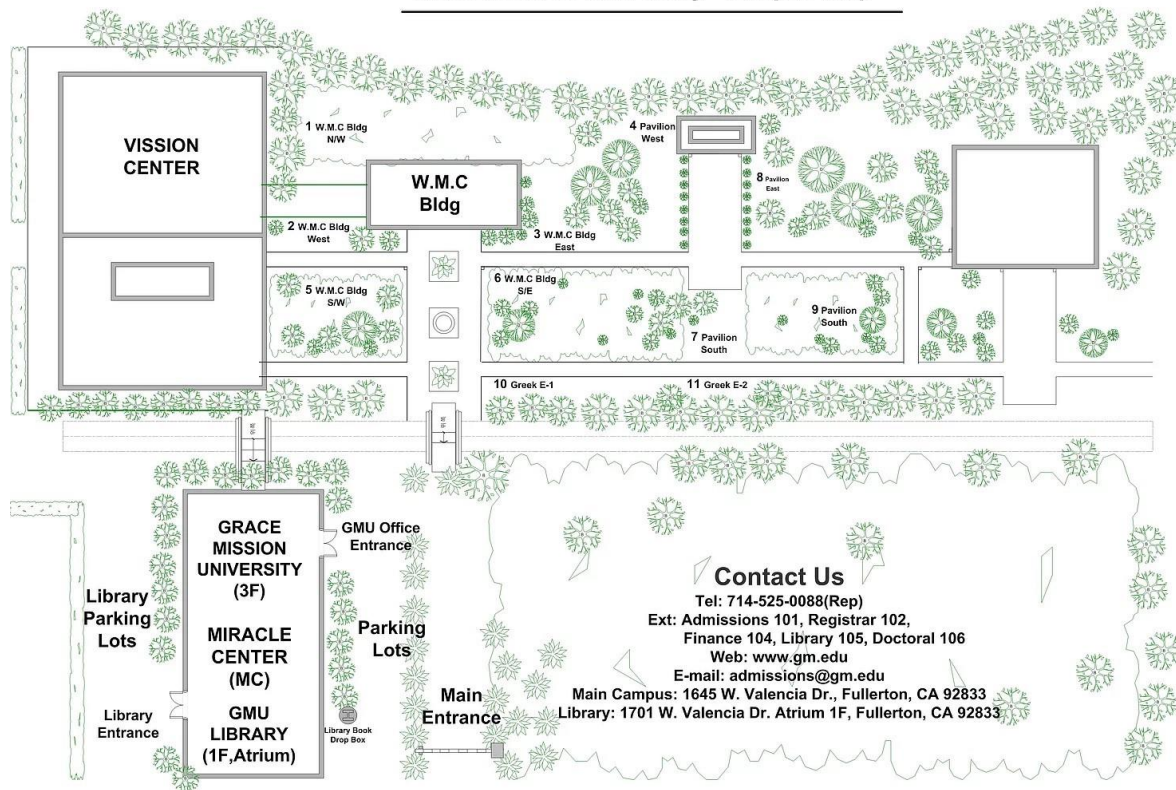 VISSION
CENTER
1 W.M.C Bldg
N/W
W.M.C
Bldg
4 Pavilion
West
8 Pavilion
East
2 W.M.C Bldg
West
3 W.M.C Bldg
East
5 W.M.C Bldg
S/W
6 W.M.C Bldg
S/E
7 Pavilion
South
9 Pavilion
South
10 Greek E-1
11 Greek E-2
GRACE
MISSION
UNIVERSITY
(3F)
MIRACLE
CENTER
(MC)
GMU
LIBRARY
(1F,Atrium)
GMU Office
Entrance
Library
Parking
Lots
Parking
Lots
Library
Entrance
Library Book
Drop Box
Main
Entrance
Contact Us
Tel: 714-525-0088(Rep)
Ext: Admissions 101, Registrar 102,
Finance 104, Library 105, Doctoral 106
Web: www.gm.edu
E-mail: admissions@gm.edu
Main Campus: 1645 W. Valencia Dr., Fullerton, CA 92833
Library: 1701 W. Valencia Dr. Atrium 1F, Fullerton, CA 92833